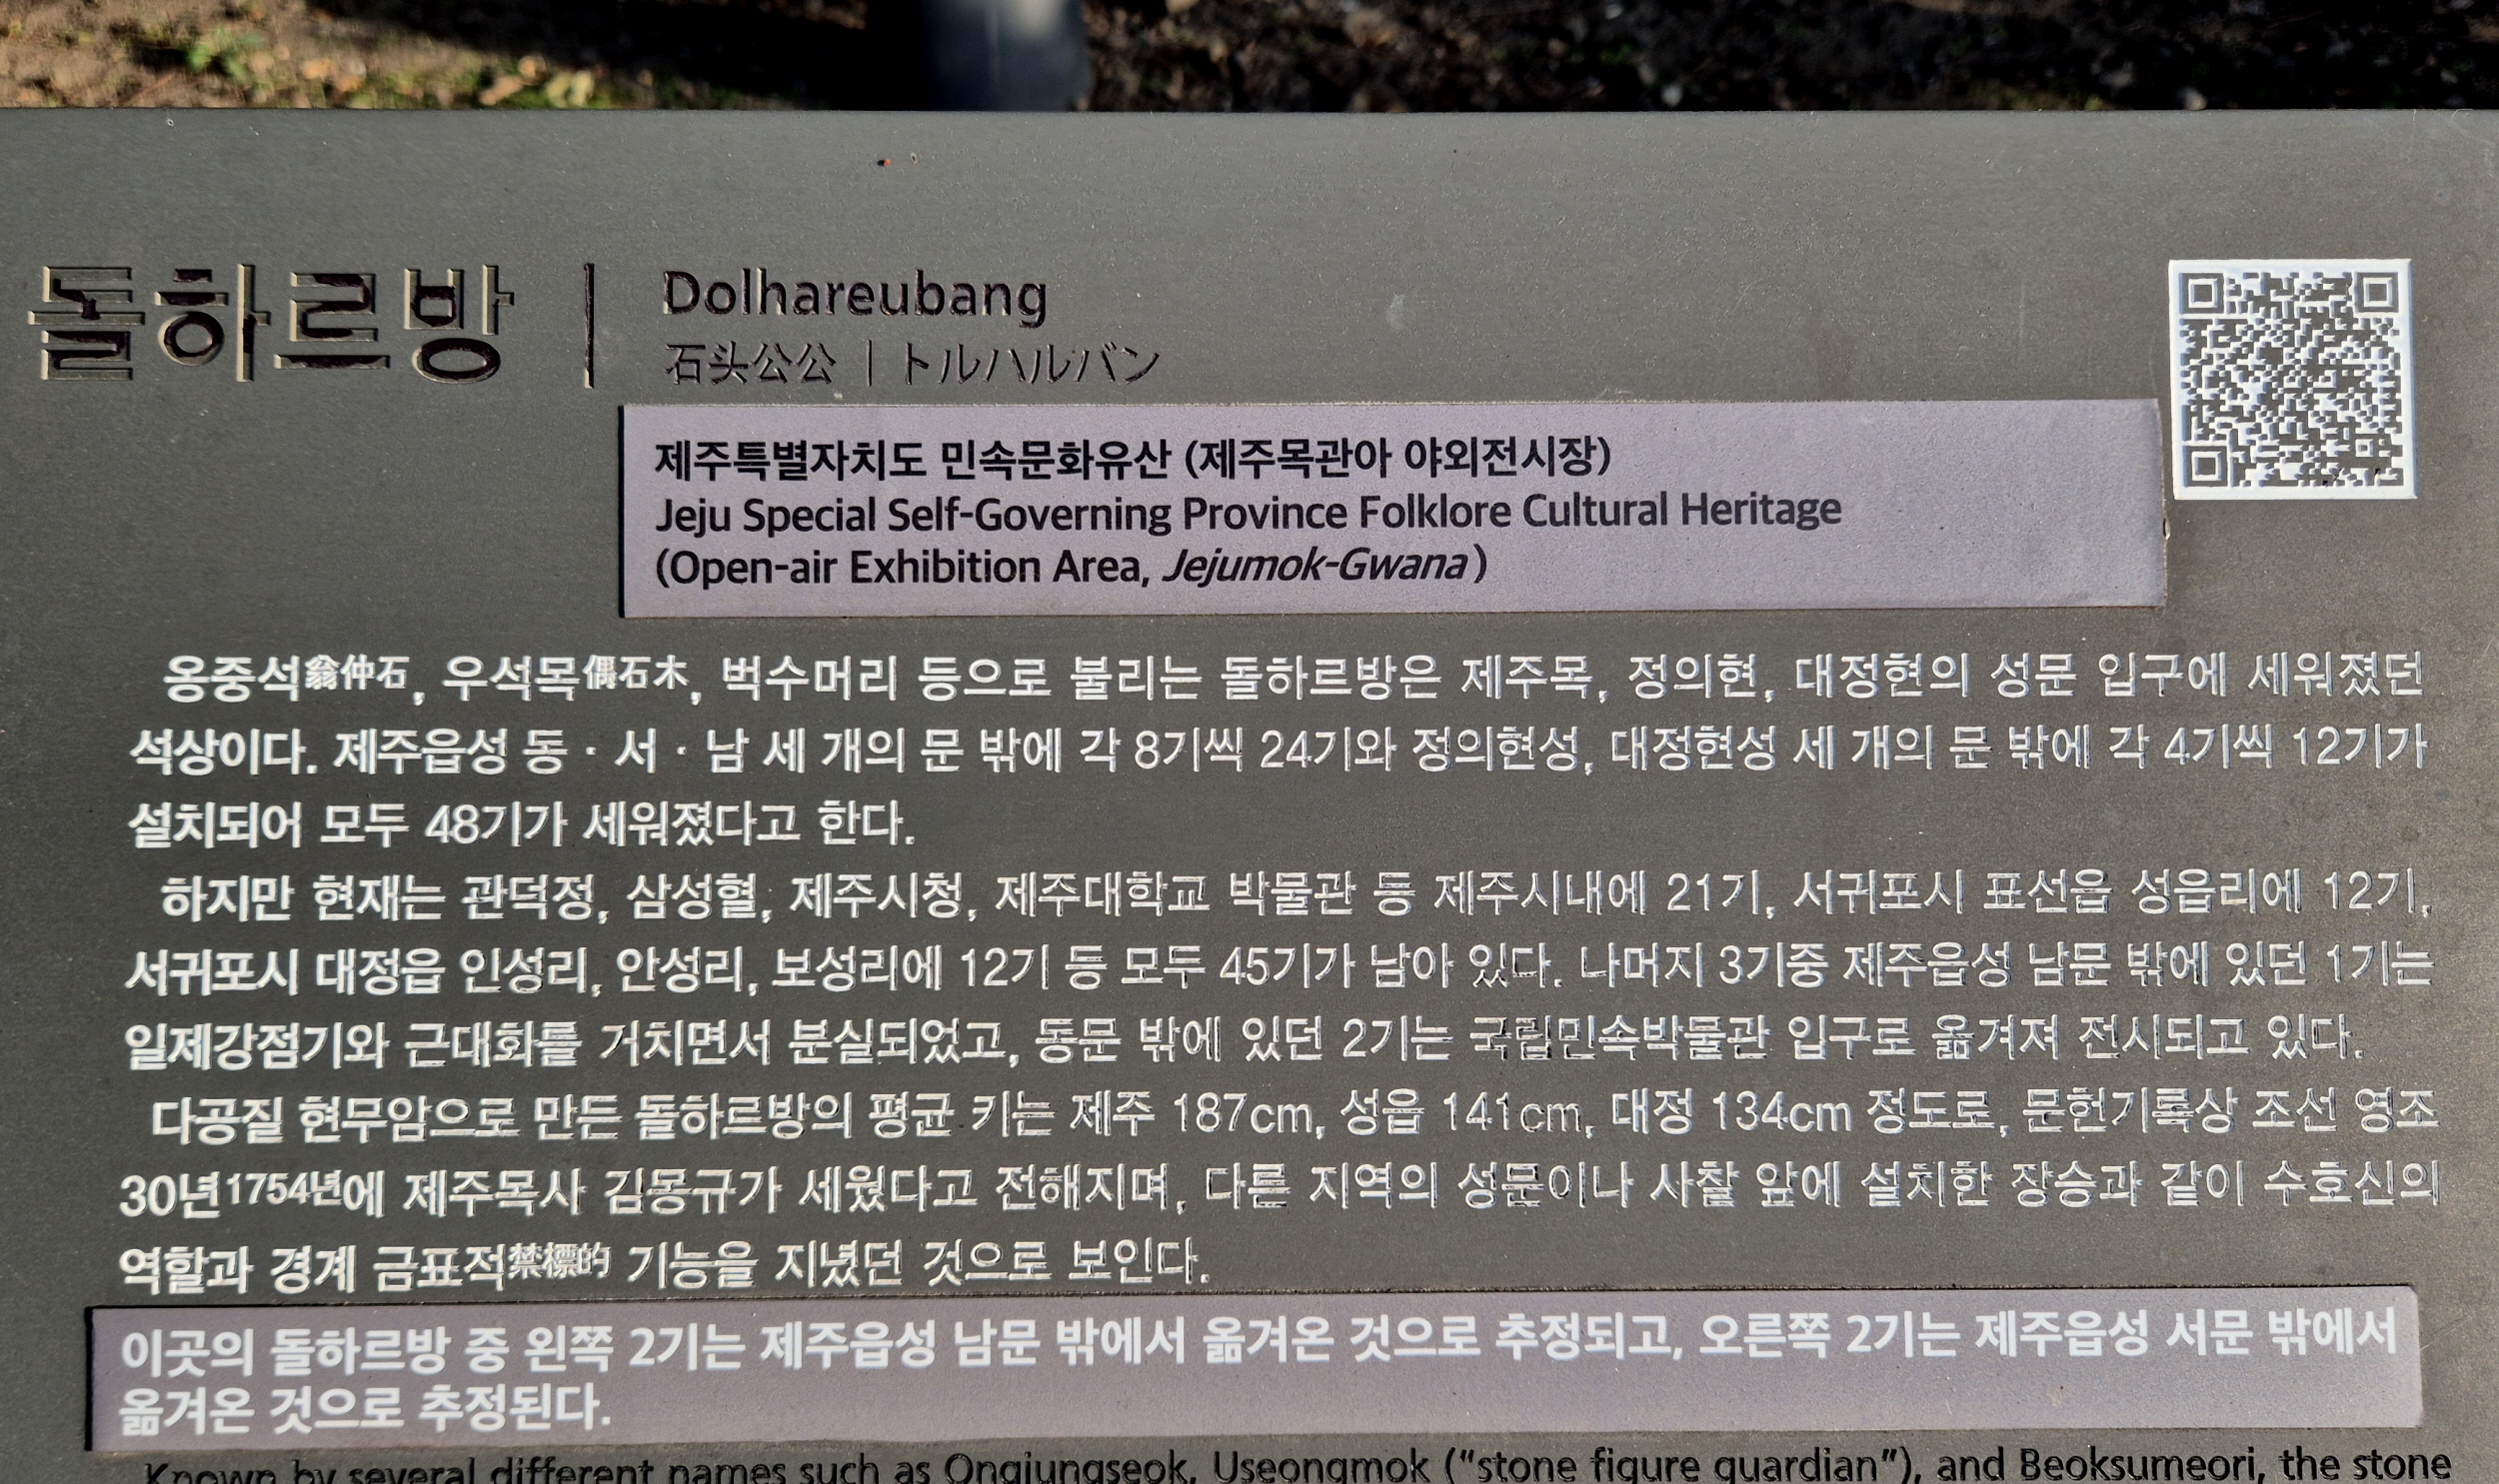 돌하르방 | Dolhareubang
石头公公 | トルハルバン
제주특별자치도 민속문화유산 (제주목관아 야외전시장)
Jeju Special Self-Governing Province Folklore Cultural Heritage
(Open-air Exhibition Area, Jejumok-Gwana)
옹중석翁仲石, 우석목偶石木, 벅수머리 등으로 불리는 돌하르방은 제주목, 정의현, 대정현의 성문 입구에 세워졌던
석상이다. 제주읍성 동 · 서 · 남 세 개의 문 밖에 각 8기씩 24기와 정의현성, 대정현성 세 개의 문 밖에 각 4기씩 12기가
설치되어 모두 48기가 세워졌다고 한다.
하지만 현재는 관덕정, 삼성혈, 제주시청, 제주대학교 박물관 등 제주시내에 21기, 서귀포시 표선읍 성읍리에 12기,
서귀포시 대정읍 인성리, 안성리, 보성리에 12기 등 모두 45기가 남아 있다. 나머지 3기중 제주읍성 남문 밖에 있던 1기는
일제강점기와 근대화를 거치면서 분실되었고, 동문 밖에 있던 2기는 국립민속박물관 입구로 옮겨져 전시되고 있다.
다공질 현무암으로 만든 돌하르방의 평균 키는 제주 187cm, 성읍 141cm, 대정 134cm 정도로, 문헌기록상 조선 영조
30년1754년에 제주목사 김몽규가 세웠다고 전해지며, 다른 지역의 성문이나 사찰 앞에 설치한 장승과 같이 수호신의
역할과 경계 금표적禁標的 기능을 지녔던 것으로 보인다.
이곳의 돌하르방 중 왼쪽 2기는 제주읍성 남문 밖에서 옮겨온 것으로 추정되고, 오른쪽 2기는 제주읍성 서문 밖에서
옮겨온 것으로 추정된다.
Known by several different names such as Ongjungseok, Useongmok ("stone figure guardian"), and Beoksumeori, the stone